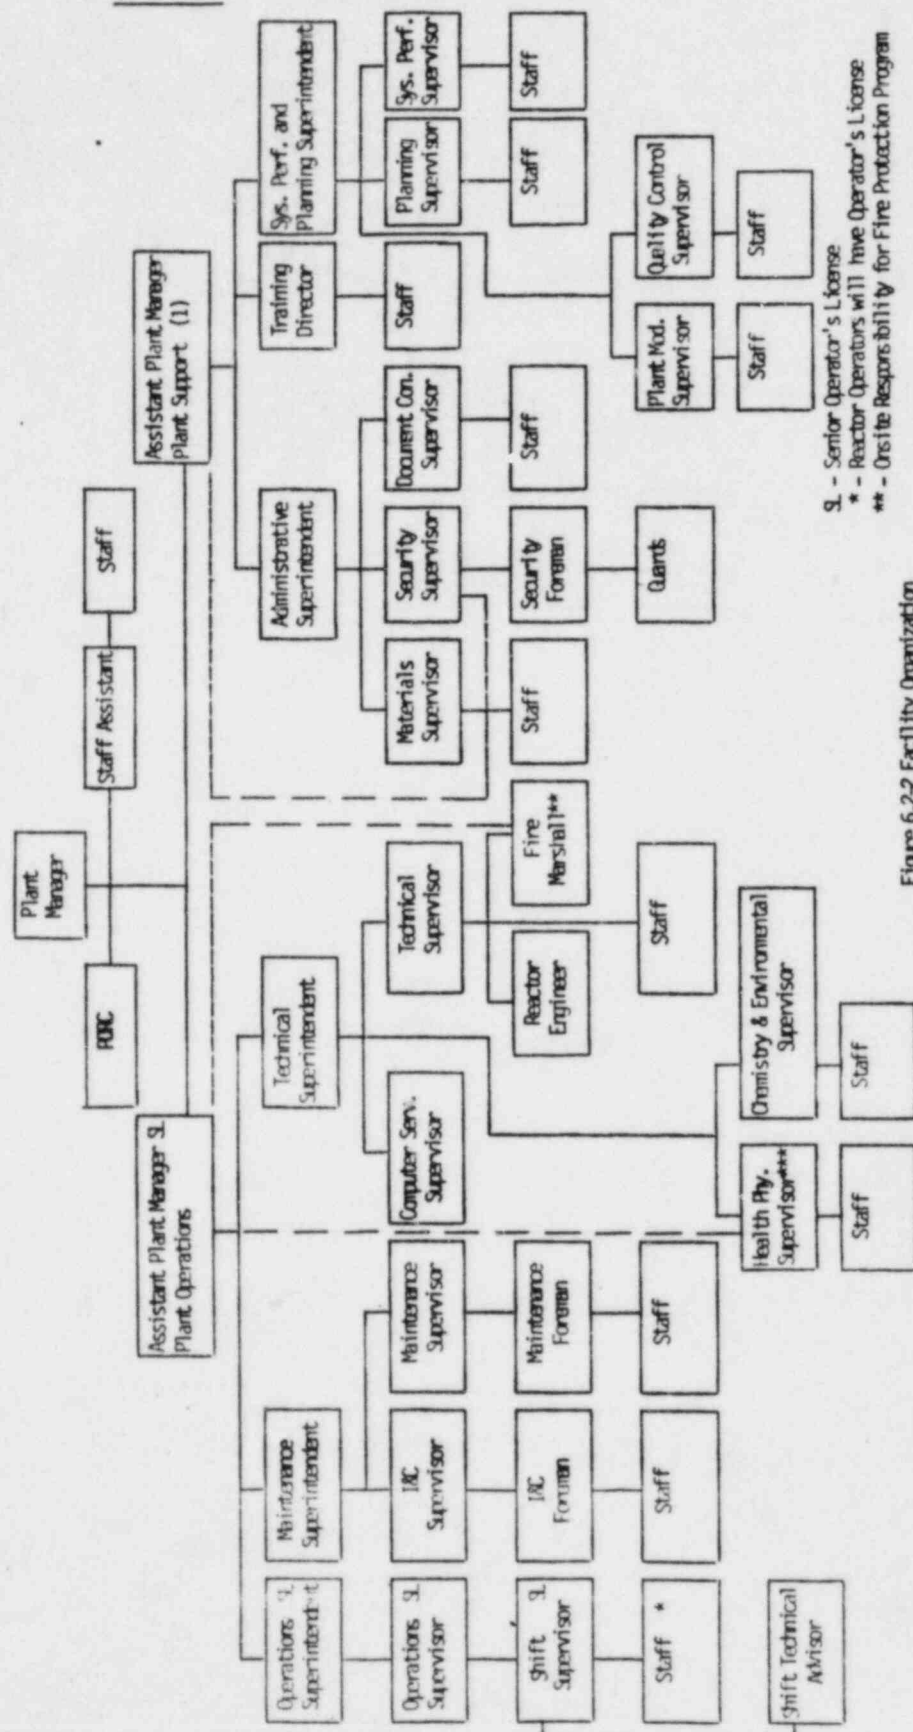 Plant
Manager
PORC
Staff Assistant
Staff
Assistant Plant Manager SL
Plant Operations
Assistant Plant Manager
Plant Support (1)
Operations SL
Superintendent
Maintenance
Superintendent
Technical
Superintendent
Administrative
Superintendent
Training
Director
Sys. Perf. and
Planning Superintendent
Operations SL
Supervisor
I&C
Supervisor
Maintenance
Supervisor
Computer Serv.
Supervisor
Technical
Supervisor
Materials
Supervisor
Security
Supervisor
Document Con.
Supervisor
Staff
Planning
Supervisor
Sys. Perf.
Supervisor
Shift SL
Supervisor
I&C
Foreman
Maintenance
Foreman
Reactor
Engineer
Fire
Marshall**
Staff
Security
Foreman
Staff
Staff
Staff
Staff *
Staff
Staff
Staff
Guards
Plant Mod.
Supervisor
Quality Control
Supervisor
Shift Technical
Advisor
Health Phy.
Supervisor***
Chemistry & Environmental
Supervisor
Staff
Staff
Staff
Staff
SL - Senior Operator's License
* - Reactor Operators will have Operator's License
** - Onsite Responsibility for Fire Protection Program
Figure 6.2-2 Facility Organization